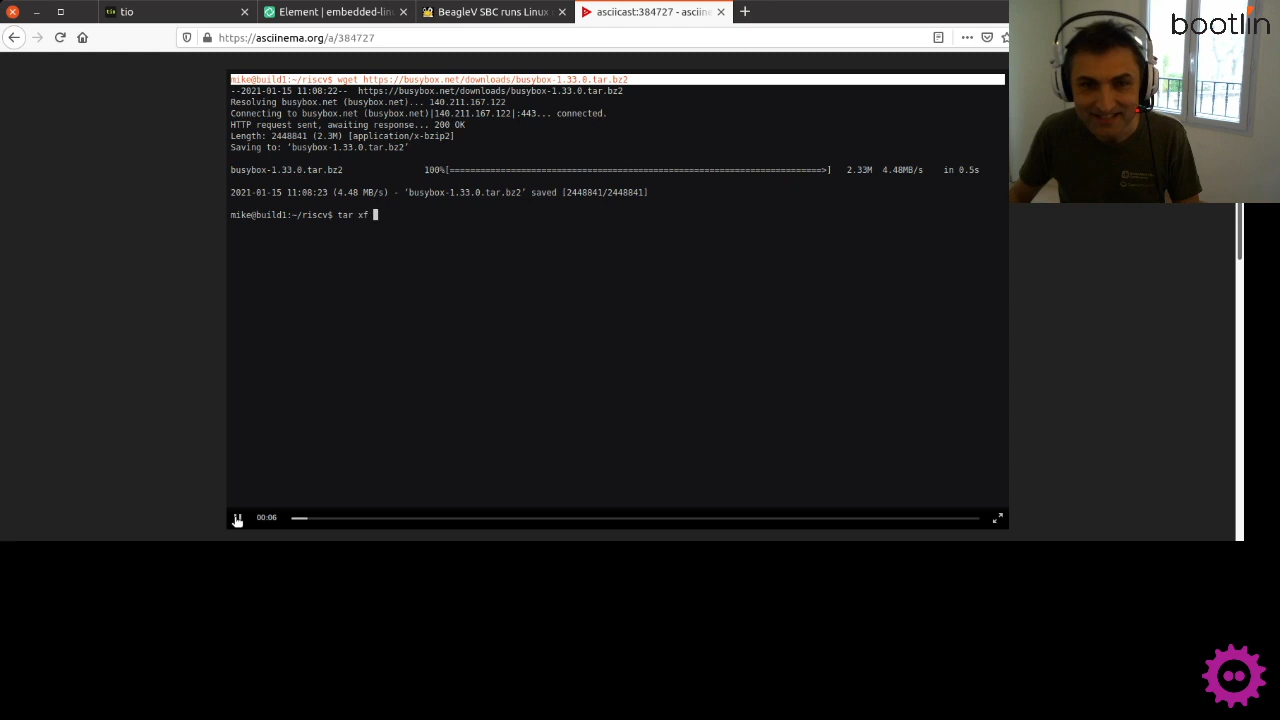 tio
Element | embedded-lin
BeagleV SBC runs Linux
asciicast:384727 - asciine
https://asciinema.org/a/384727
bootlin
mike@build1:~/riscv$ wget https://busybox.net/downloads/busybox-1.33.0.tar.bz2
--2021-01-15 11:08:22--  https://busybox.net/downloads/busybox-1.33.0.tar.bz2
Resolving busybox.net (busybox.net)... 140.211.167.122
Connecting to busybox.net (busybox.net)|140.211.167.122|:443... connected.
HTTP request sent, awaiting response... 200 OK
Length: 2448841 (2.3M) [application/x-bzip2]
Saving to: ‘busybox-1.33.0.tar.bz2’
busybox-1.33.0.tar.bz2 100%[=======================================================================>] 2.33M 4.48MB/s in 0.5s
2021-01-15 11:08:23 (4.48 MB/s) - ‘busybox-1.33.0.tar.bz2’ saved [2448841/2448841]
mike@build1:~/riscv$ tar xf
00:06